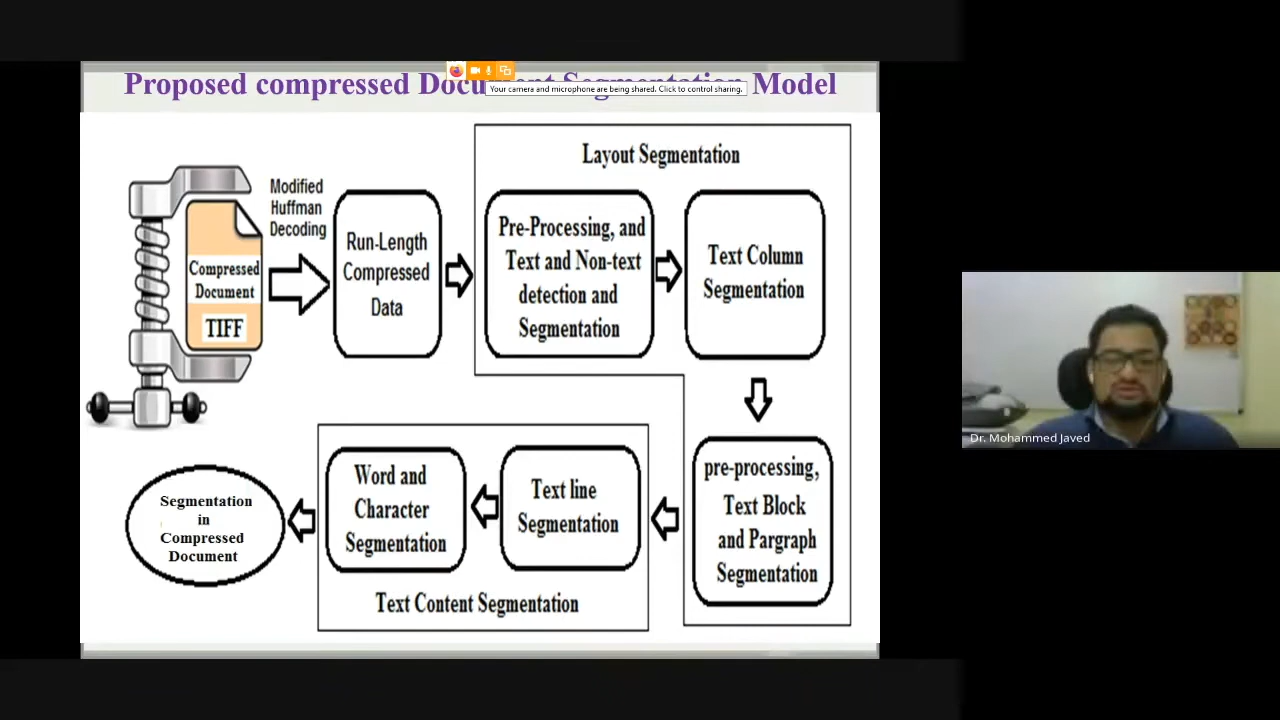 Proposed compressed Document Segmentation Model
Your camera and microphone are being shared. Click to control sharing.
Layout Segmentation
Modified
Huffman
Decoding
Compressed
Document
TIFF
Run-Length
Compressed
Data
Pre-Processing, and
Text and Non-text
detection and
Segmentation
Text Column
Segmentation
pre-processing,
Text Block
and Pargraph
Segmentation
Text line
Segmentation
Word and
Character
Segmentation
Text Content Segmentation
Segmentation
in
Compressed
Document
Dr. Mohammed Javed